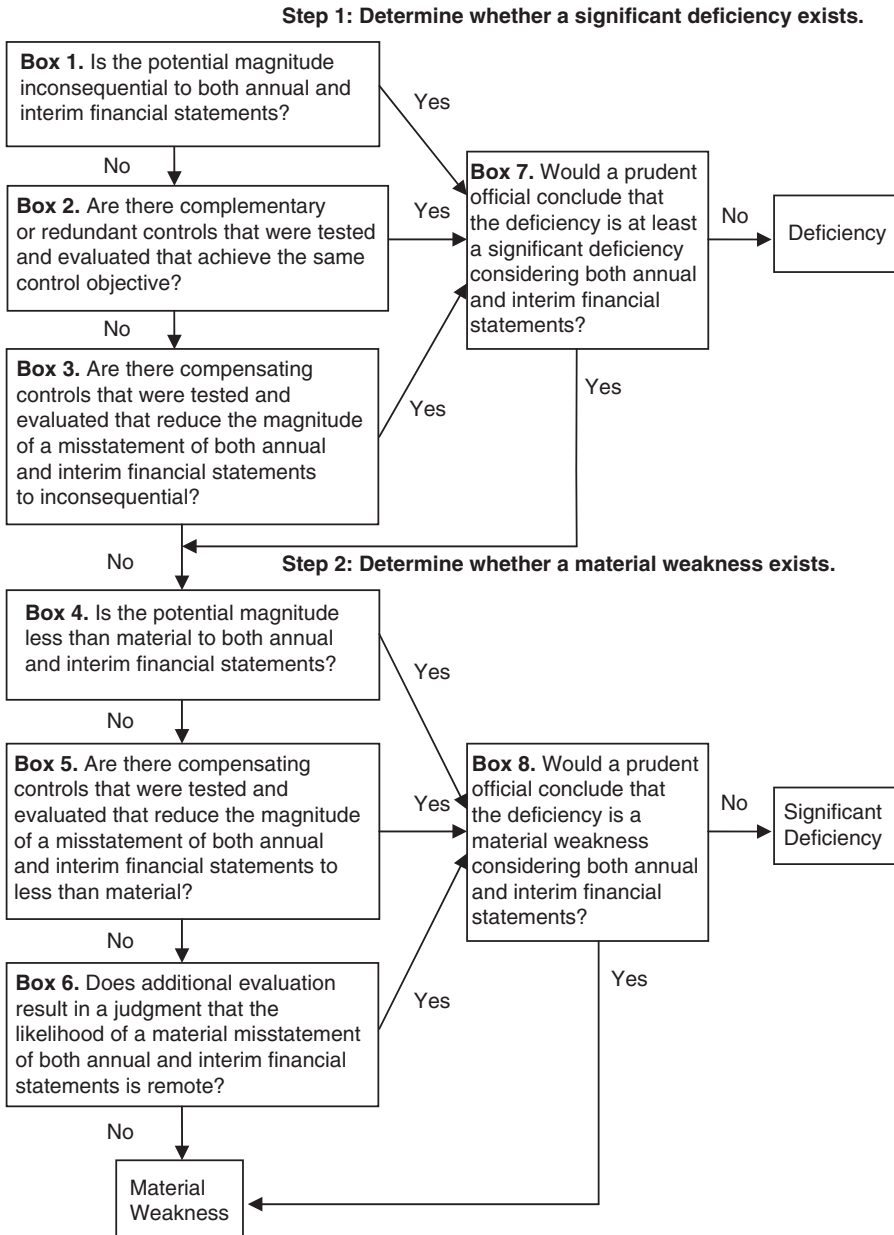 Step 1: Determine whether a significant deficiency exists.
Box 1. Is the potential magnitude
inconsequential to both annual and
interim financial statements?
Yes
No
Box 2. Are there complementary
or redundant controls that were tested
and evaluated that achieve the same
control objective?
Yes
Box 7. Would a prudent
official conclude that
the deficiency is at least
a significant deficiency
considering both annual
and interim financial
statements?
No
Deficiency
No
Box 3. Are there compensating
controls that were tested and
evaluated that reduce the magnitude
of a misstatement of both annual
and interim financial statements
to inconsequential?
Yes
Yes
No
Step 2: Determine whether a material weakness exists.
Box 4. Is the potential magnitude
less than material to both annual
and interim financial statements?
Yes
No
Box 5. Are there compensating
controls that were tested and
evaluated that reduce the magnitude
of a misstatement of both annual
and interim financial statements to
less than material?
Yes
Box 8. Would a prudent
official conclude that
the deficiency is a
material weakness
considering both annual
and interim financial
statements?
No
Significant
Deficiency
No
Box 6. Does additional evaluation
result in a judgment that the
likelihood of a material misstatement
of both annual and interim financial
statements is remote?
Yes
Yes
No
Material
Weakness